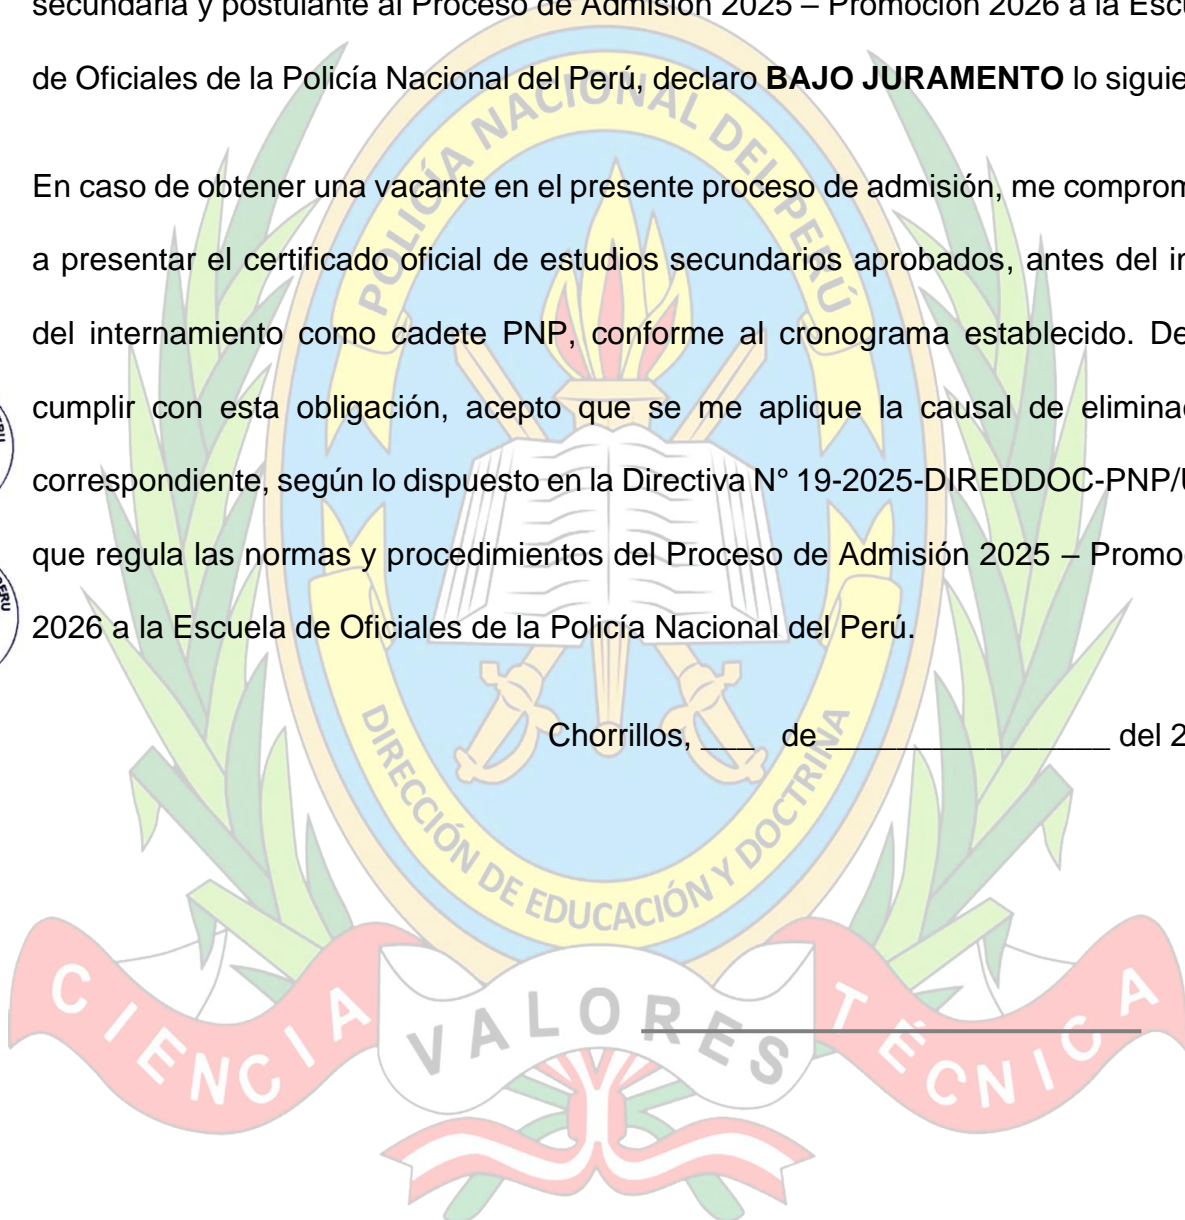 secundaria y postulante al Proceso de Admisión 2025 – Promoción 2026 a la Escu
de Oficiales de la Policía Nacional del Perú, declaro BAJO JURAMENTO lo siguie
En caso de obtener una vacante en el presente proceso de admisión, me comprom
a presentar el certificado oficial de estudios secundarios aprobados, antes del in
del internamiento como cadete PNP, conforme al cronograma establecido. De
cumplir con esta obligación, acepto que se me aplique la causal de eliminac
correspondiente, según lo dispuesto en la Directiva N° 19-2025-DIREDDOC-PNP/U
que regula las normas y procedimientos del Proceso de Admisión 2025 – Promoc
2026 a la Escuela de Oficiales de la Policía Nacional del Perú.
Chorrillos, ___ de ________________ del 2
POLICÍA NACIONAL DEL PERÚ
DIRECCIÓN DE EDUCACIÓN Y DOCTRINA
CIENCIA VALORES TÉCNICA